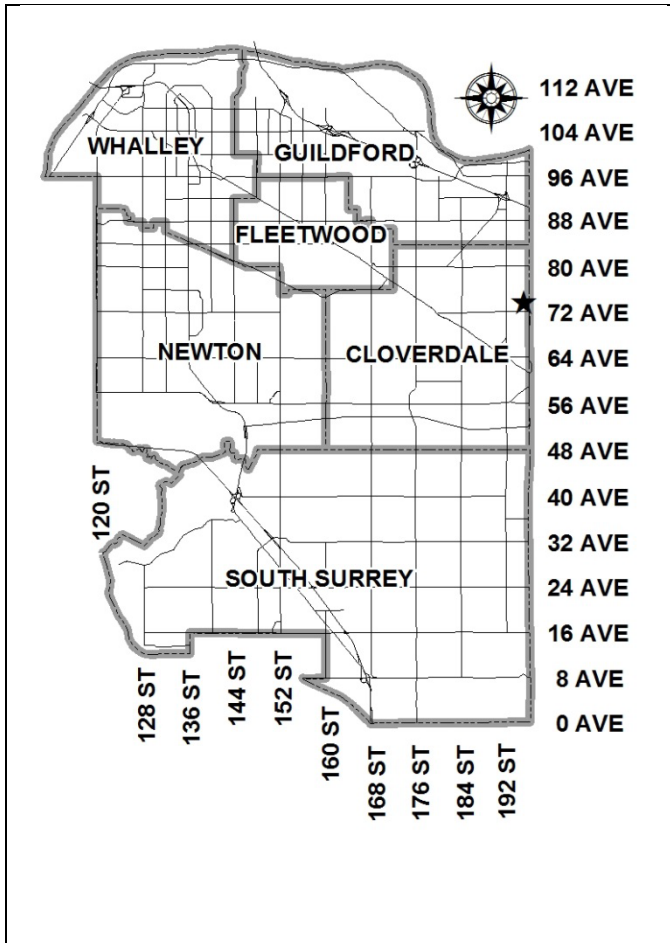 112 AVE
104 AVE
WHALLEY
GUILDFORD
96 AVE
88 AVE
FLEETWOOD
80 AVE
72 AVE
NEWTON
CLOVERDALE
64 AVE
56 AVE
48 AVE
120 ST
40 AVE
32 AVE
SOUTH SURREY
24 AVE
16 AVE
8 AVE
0 AVE
128 ST
136 ST
144 ST
152 ST
160 ST
168 ST
176 ST
184 ST
192 ST